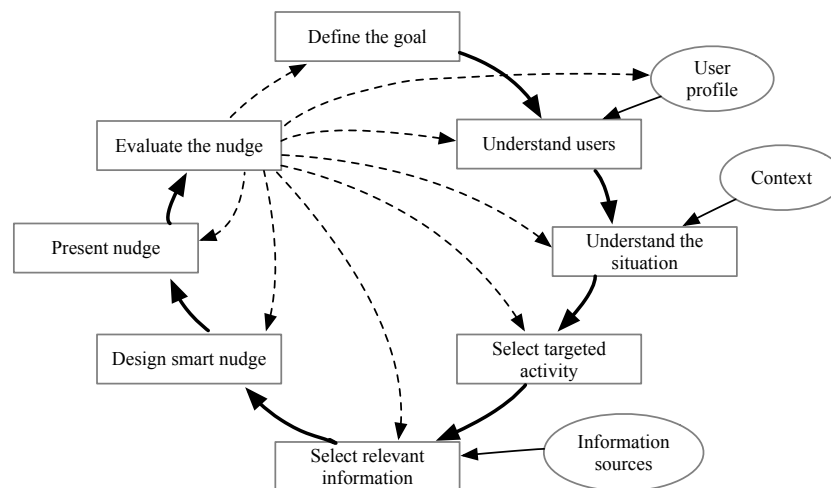 Define the goal
User
profile
Evaluate the nudge
Understand users
Context
Present nudge
Understand the
situation
Design smart nudge
Select targeted
activity
Select relevant
information
Information
sources